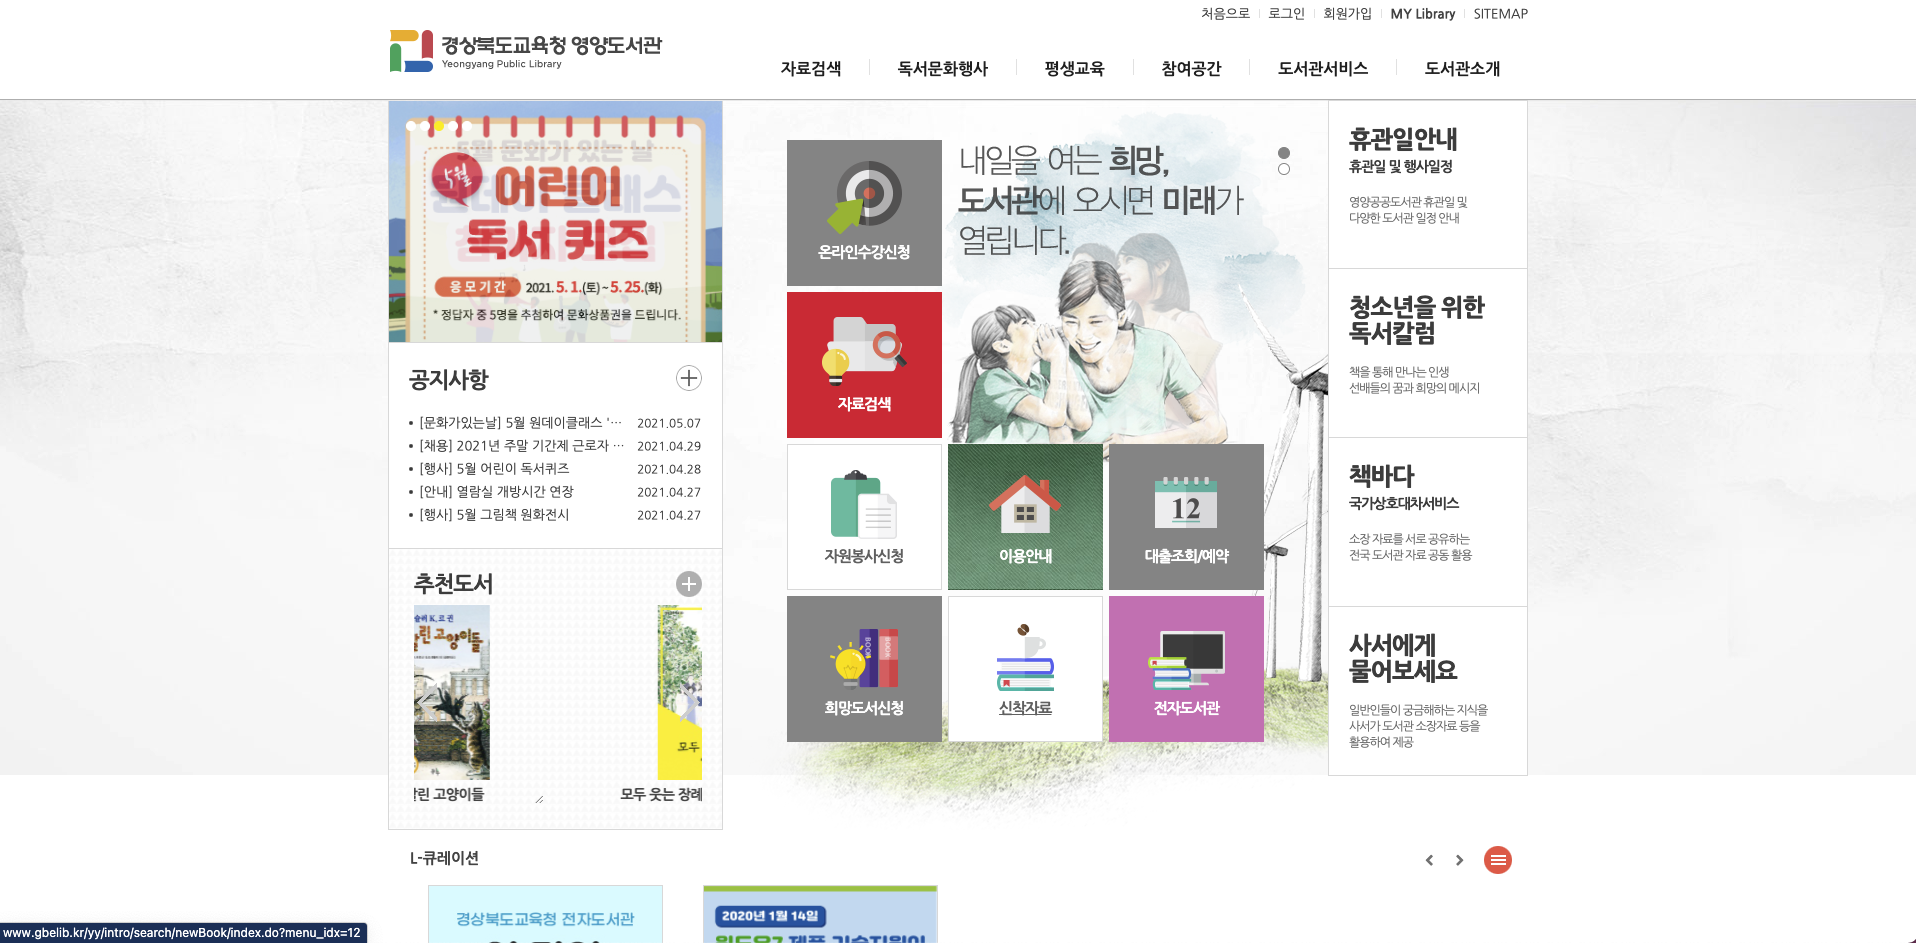 처음으로
로그인
회원가입
MY Library
SITEMAP
경상북도교육청 영양도서관
Yeongyang Public Library
자료검색
독서문화행사
평생교육
참여공간
도서관서비스
도서관소개
5월
어린이
독서 퀴즈
응모기간 2021. 5. 1.(토) ~ 5. 25.(화)
* 정답자 중 5명을 추첨하여 문화상품권을 드립니다.
공지사항
[문화가있는날] 5월 원데이클래스 '… 2021.05.07
[채용] 2021년 주말 기간제 근로자 … 2021.04.29
[행사] 5월 어린이 독서퀴즈 2021.04.28
[안내] 열람실 개방시간 연장 2021.04.27
[행사] 5월 그림책 원화전시 2021.04.27
추천도서
린 고양이들
모두
린 고양이들
모두 웃는 장례
온라인수강신청
내일을 여는 희망,
도서관에 오시면 미래가
열립니다.
자료검색
자원봉사신청
이용안내
12
대출조회/예약
BOOK
BOOK
희망도서신청
신착자료
전자도서관
휴관일안내
휴관일 및 행사일정
영양공공도서관 휴관일 및
다양한 도서관 일정 안내
청소년을 위한
독서칼럼
책을 통해 만나는 인생
선배들의 꿈과 희망의 메시지
책바다
국가상호대차서비스
소장 자료를 서로 공유하는
전국 도서관 자료 공동 활용
사서에게
물어보세요
일반인들이 궁금해하는 지식을
사서가 도서관 소장자료 등을
활용하여 제공
L-큐레이션
경상북도교육청 전자도서관
2020년 1월 14일
윈도우7 제품 기술지원이
www.gbelib.kr/yy/intro/search/newBook/index.do?menu_idx=12